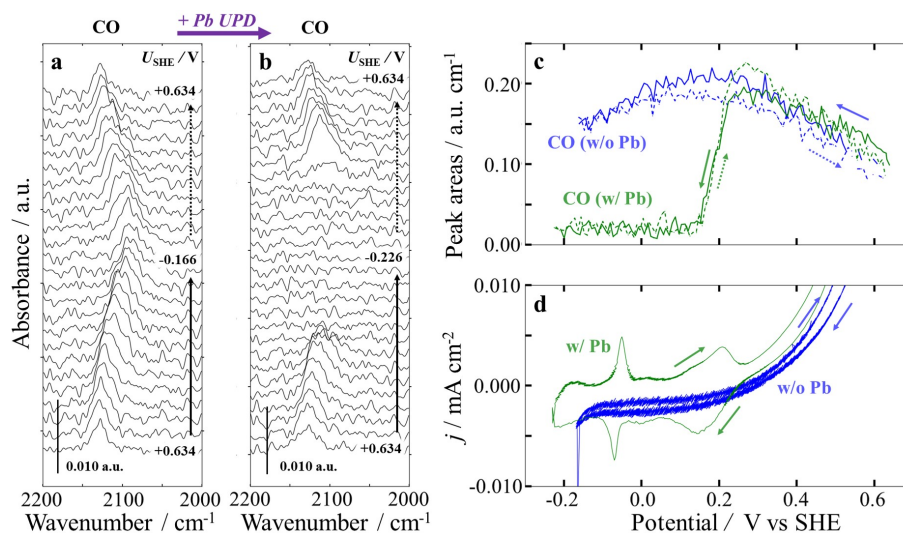 + Pb UPD
CO
CO
a
U_SHE / V
+0.634
-0.166
+0.634
0.010 a.u.
2200
2100
2000
Wavenumber / cm⁻¹
Absorbance / a.u.
b
U_SHE / V
+0.634
-0.226
+0.634
0.010 a.u.
2200
2100
2000
Wavenumber / cm⁻¹
c
0.20
0.10
0.00
Peak areas / a.u. cm⁻¹
CO (w/o Pb)
CO (w/ Pb)
d
0.010
0.000
-0.010
j / mA cm⁻²
w/ Pb
w/o Pb
-0.2
0.0
0.2
0.4
0.6
Potential / V vs SHE